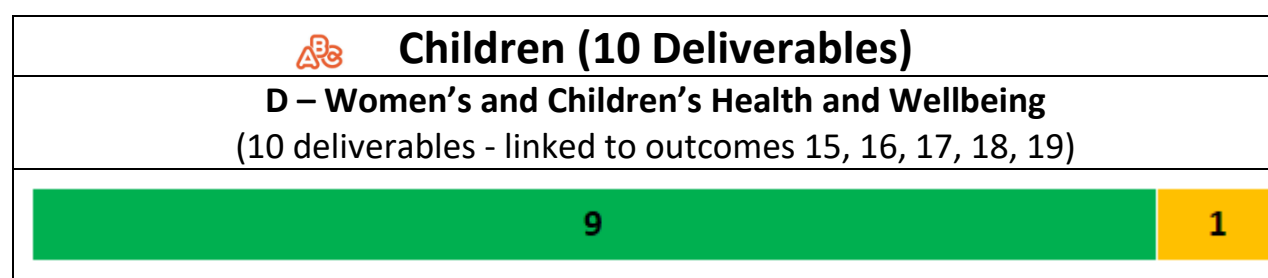 ABC Children (10 Deliverables)
D – Women's and Children's Health and Wellbeing
(10 deliverables - linked to outcomes 15, 16, 17, 18, 19)
9 1